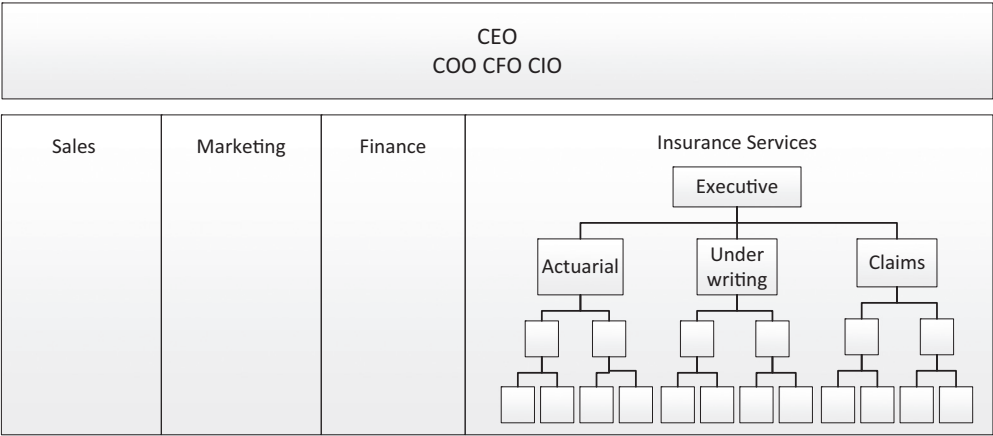 CEO
COO CFO CIO
Sales
Marketing
Finance
Insurance Services
Executive
Actuarial
Under
writing
Claims